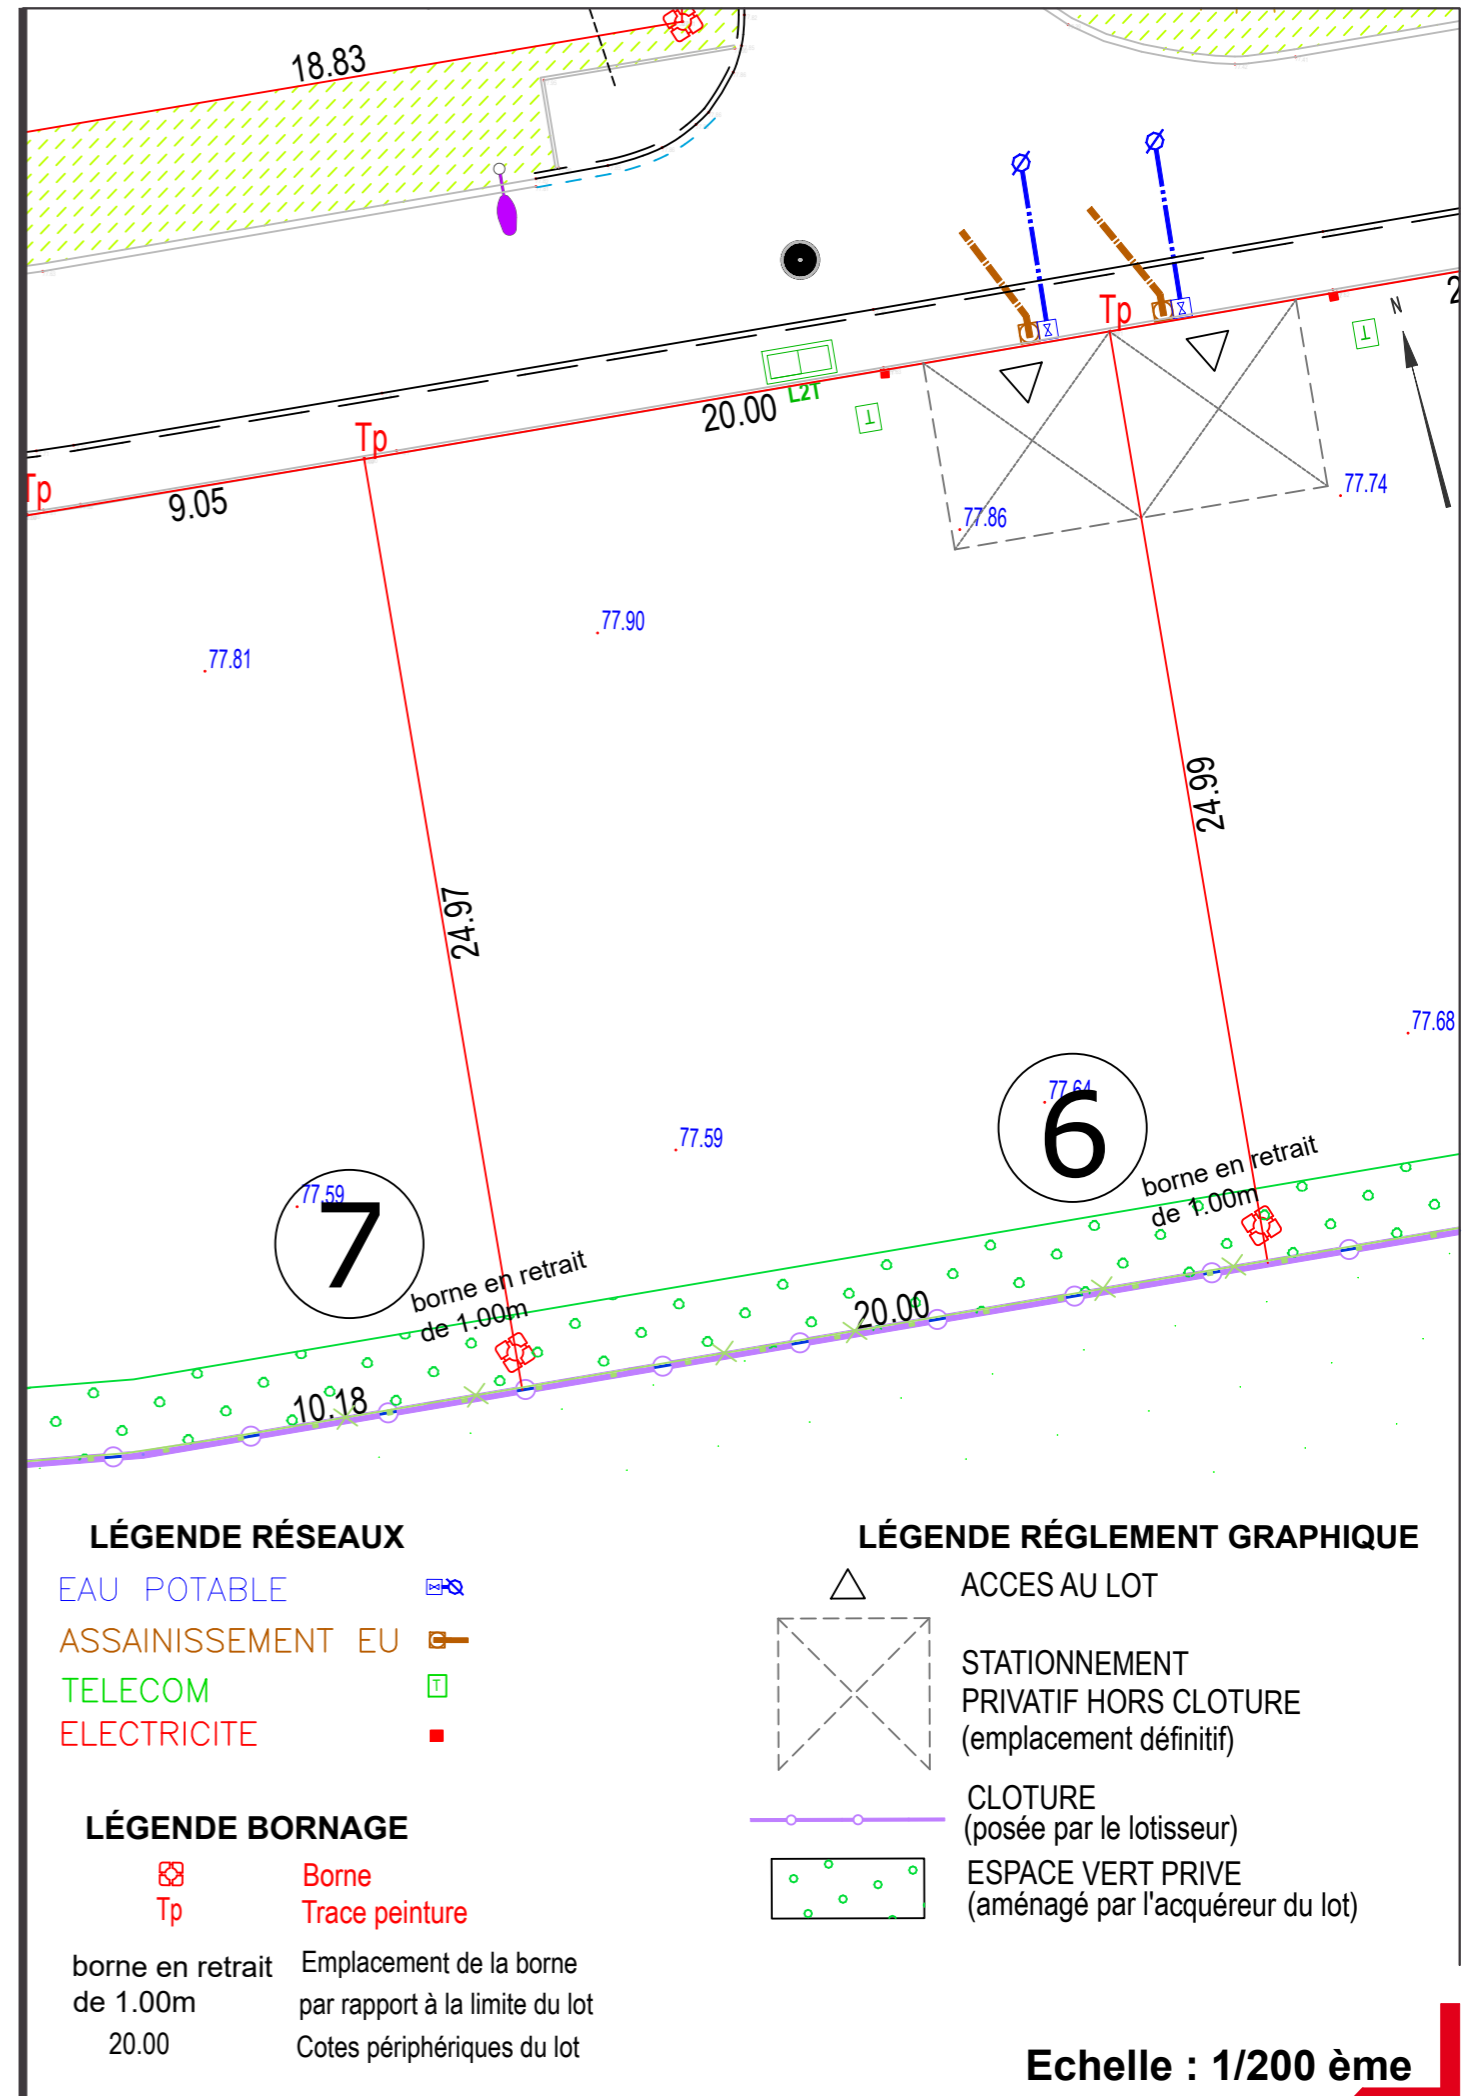 18.83
Tp
2
N
L2T
20.00
T
T
Tp
Tp
9.05
77.74
77.86
77.90
77.81
24.99
24.97
77.68
77.64
6
77.59
borne en retrait
de 1.00m
77.59
7
borne en retrait
de 1.00m
20.00
10.18
LÉGENDE RÉSEAUX
EAU POTABLE
ASSAINISSEMENT EU
TELECOM
T
ELECTRICITE
LÉGENDE BORNAGE
Borne
Tp Trace peinture
borne en retrait
de 1.00m
Emplacement de la borne
par rapport à la limite du lot
20.00 Cotes périphériques du lot
LÉGENDE RÉGLEMENT GRAPHIQUE
ACCES AU LOT
STATIONNEMENT
PRIVATIF HORS CLOTURE
(emplacement définitif)
CLOTURE
(posée par le lotisseur)
ESPACE VERT PRIVE
(aménagé par l'acquéreur du lot)
Echelle : 1/200 ème